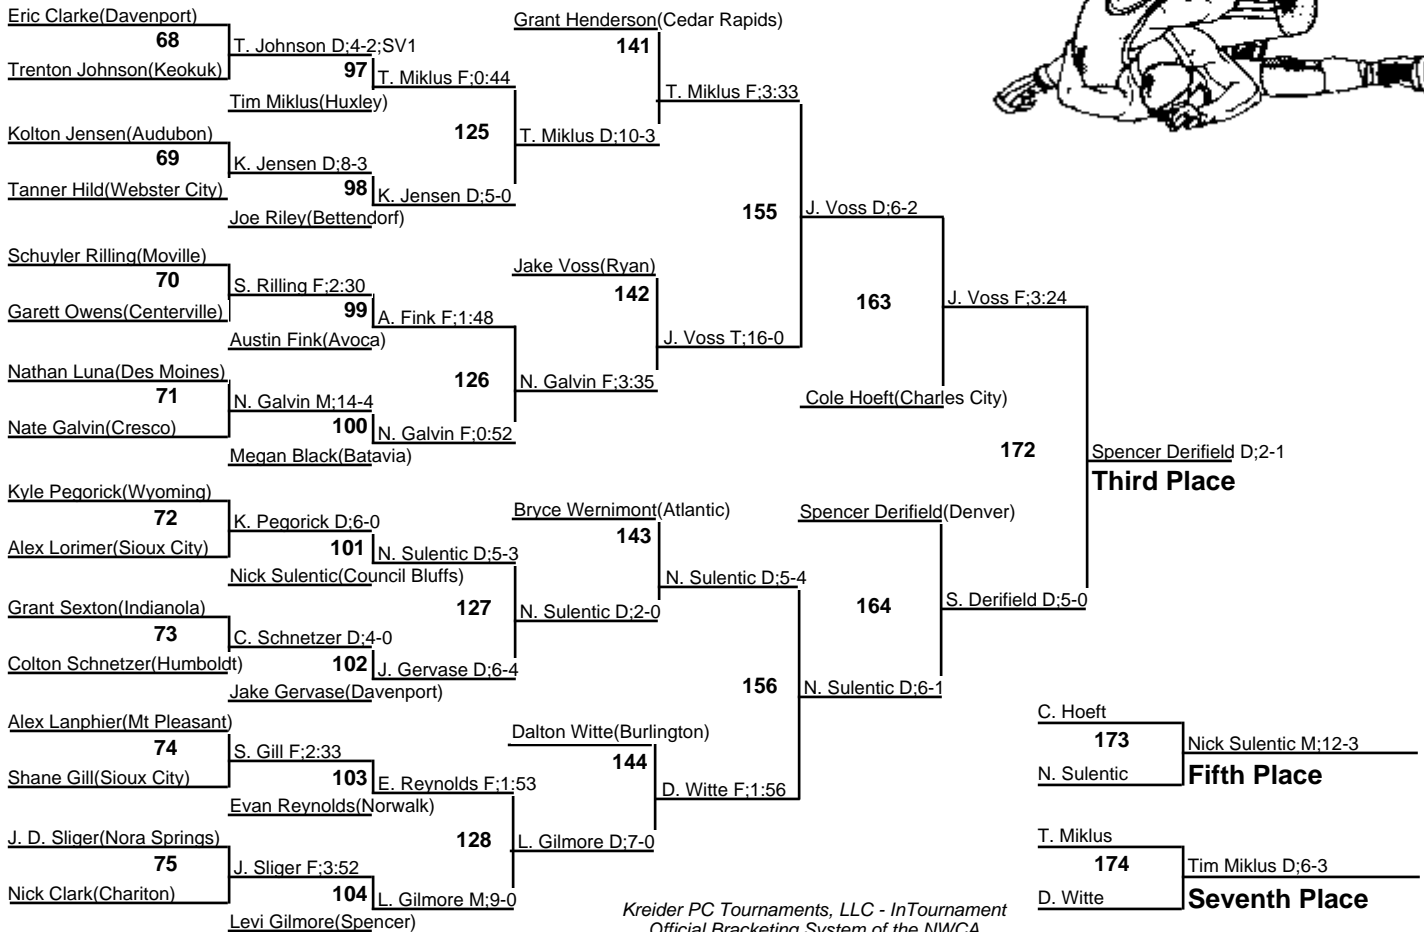 Eric Clarke(Davenport)
68
Trenton Johnson(Keokuk)
T. Johnson D;4-2;SV1
97
Tim Miklus(Huxley)
T. Miklus F;0:44
Kolton Jensen(Audubon)
69
Tanner Hild(Webster City)
K. Jensen D;8-3
98
Joe Riley(Bettendorf)
K. Jensen D;5-0
125
T. Miklus D;10-3
Grant Henderson(Cedar Rapids)
141
T. Miklus F;3:33
Schuyler Rilling(Moville)
70
Garett Owens(Centerville)
S. Rilling F;2:30
99
Austin Fink(Avoca)
A. Fink F;1:48
Nathan Luna(Des Moines)
71
Nate Galvin(Cresco)
N. Galvin M;14-4
100
Megan Black(Batavia)
N. Galvin F;0:52
126
N. Galvin F;3:35
Jake Voss(Ryan)
142
J. Voss T;16-0
155
J. Voss D;6-2
163
Cole Hoeft(Charles City)
J. Voss F;3:24
Kyle Pegorick(Wyoming)
72
Alex Lorimer(Sioux City)
K. Pegorick D;6-0
101
Nick Sulentic(Council Bluffs)
N. Sulentic D;5-3
Grant Sexton(Indianola)
73
Colton Schnetzer(Humboldt)
C. Schnetzer D;4-0
102
Jake Gervase(Davenport)
J. Gervase D;6-4
127
N. Sulentic D;2-0
Bryce Wernimont(Atlantic)
143
N. Sulentic D;5-4
Alex Lanphier(Mt Pleasant)
74
Shane Gill(Sioux City)
S. Gill F;2:33
103
Evan Reynolds(Norwalk)
E. Reynolds F;1:53
J. D. Sliger(Nora Springs)
75
Nick Clark(Chariton)
J. Sliger F;3:52
104
Levi Gilmore(Spencer)
L. Gilmore M;9-0
128
L. Gilmore D;7-0
Dalton Witte(Burlington)
144
D. Witte F;1:56
156
N. Sulentic D;6-1
Spencer Derifield(Denver)
164
S. Derifield D;5-0
172
Spencer Derifield D;2-1
Third Place
C. Hoeft
173
N. Sulentic
Nick Sulentic M;12-3
Fifth Place
T. Miklus
174
D. Witte
Tim Miklus D;6-3
Seventh Place
Kreider PC Tournaments, LLC - InTournament
Official Bracketing System of the NWCA